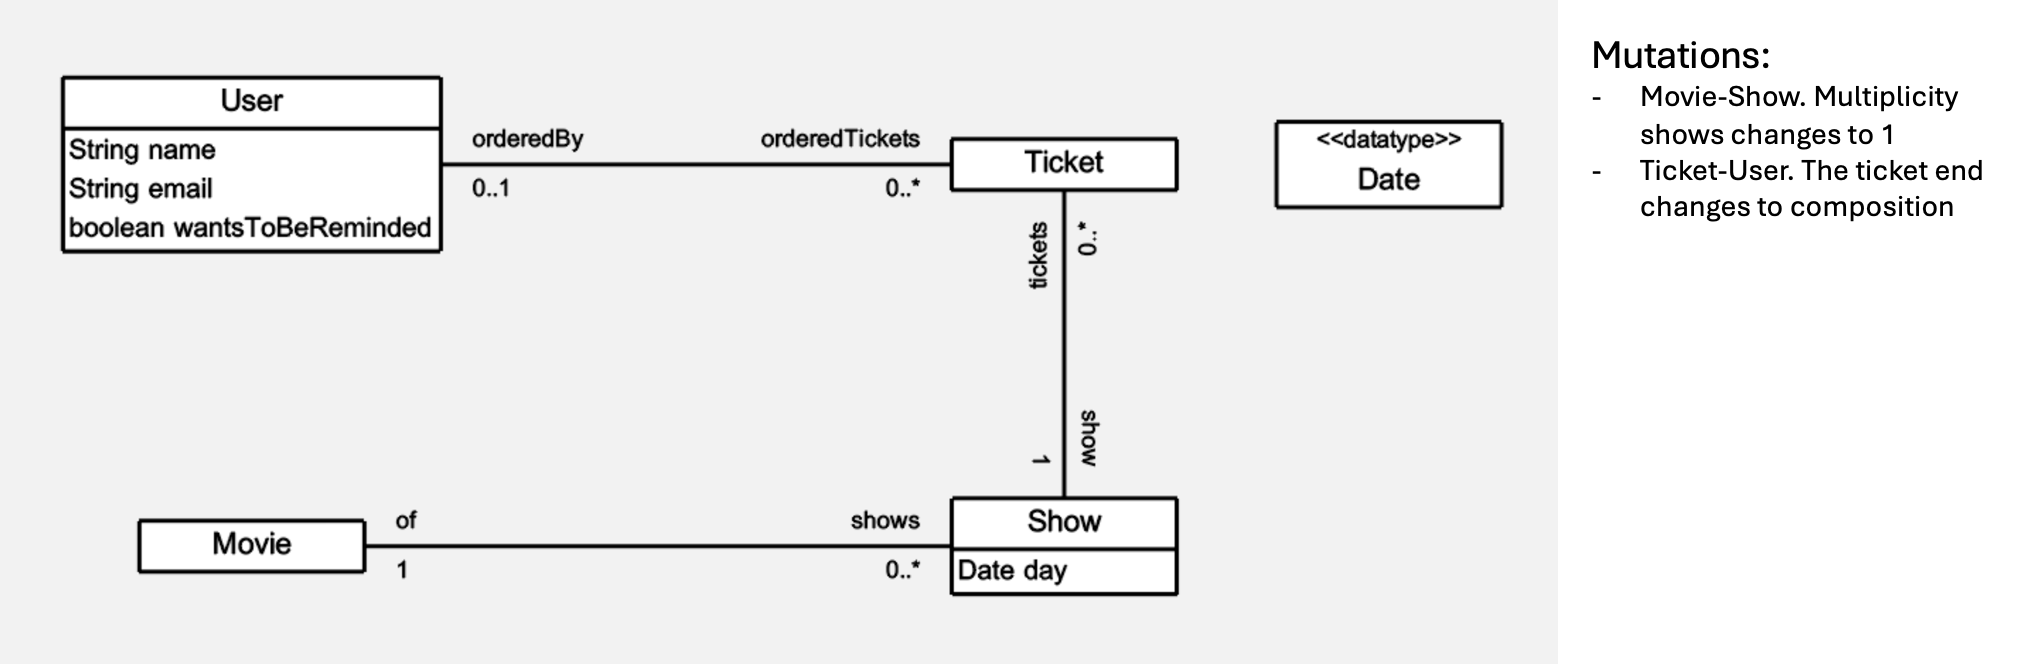 User
String name
String email
boolean wantsToBeReminded
orderedBy
0..1
orderedTickets
0..*
Ticket
<<datatype>>
Date
tickets
0..*
show
1
Movie
of
1
shows
0..*
Show
Date day
Mutations:
- Movie-Show. Multiplicity
shows changes to 1
- Ticket-User. The ticket end
changes to composition